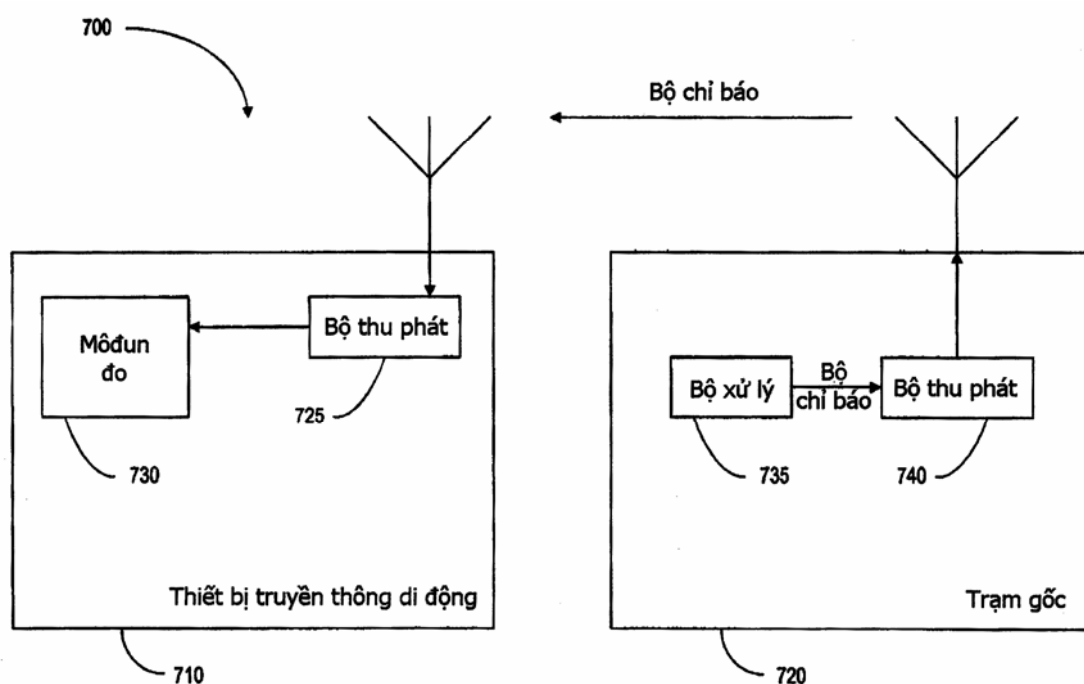 700
Bộ chỉ báo
Bộ thu phát
Môđun
đo
725
730
Thiết bị truyền thông di động
710
Bộ xử lý
Bộ
chỉ báo
Bộ thu phát
735
740
Trạm gốc
720